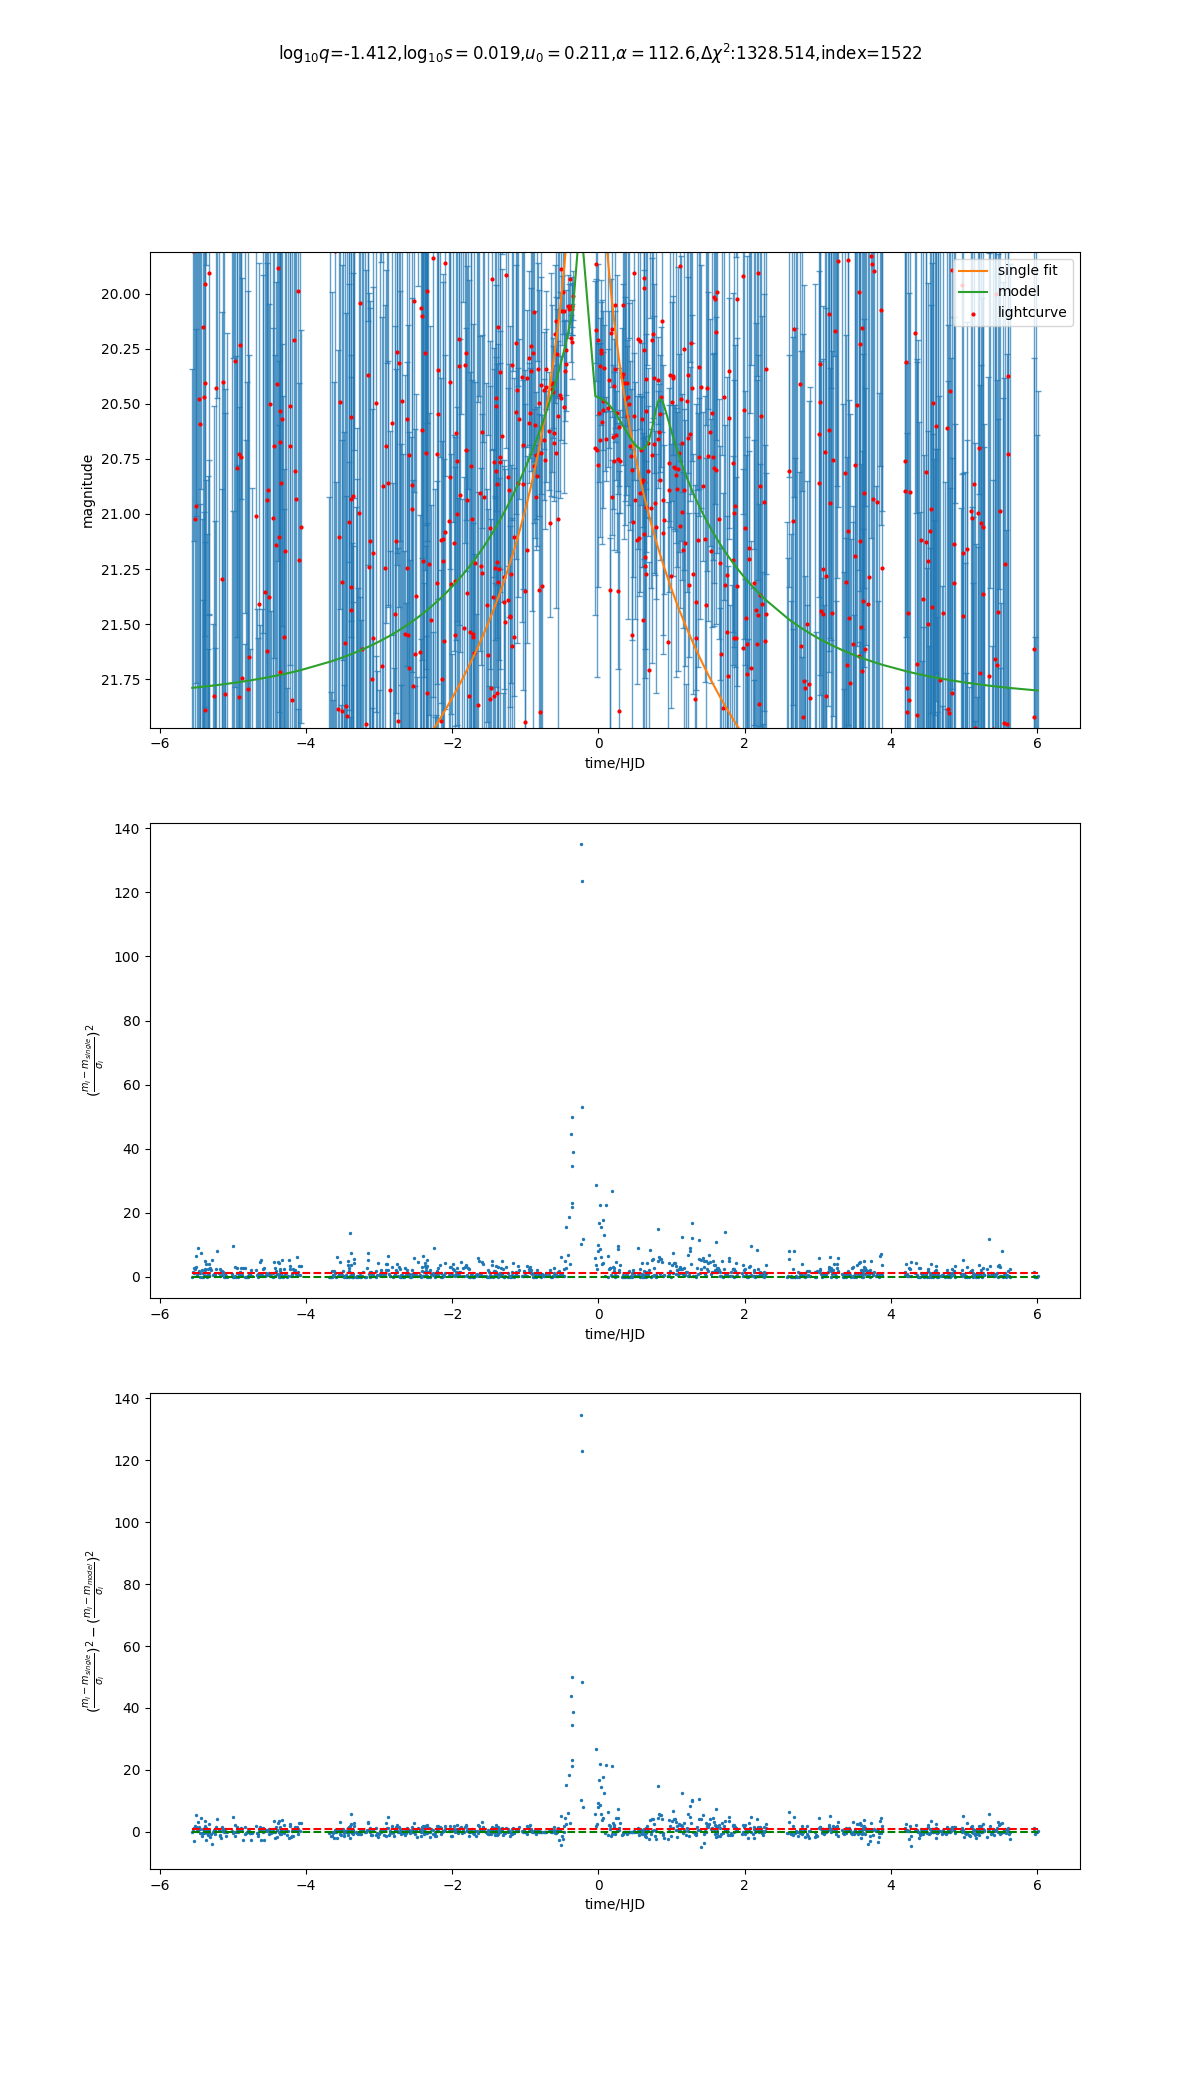 log₁₀q=-1.412,log₁₀s = 0.019,u₀ = 0.211,α = 112.6,Δχ²:1328.514,index=1522
single fit
model
lightcurve
20.00
20.25
20.50
20.75
21.00
21.25
21.50
21.75
magnitude
−6 −4 −2 0 2 4 6
time/HJD
140
120
100
80
60
40
20
0
(mᵢ − m_single / σᵢ)²
−6 −4 −2 0 2 4 6
time/HJD
140
120
100
80
60
40
20
0
(mᵢ − m_single / σᵢ)² − (mᵢ − m_model / σᵢ)²
−6 −4 −2 0 2 4 6
time/HJD